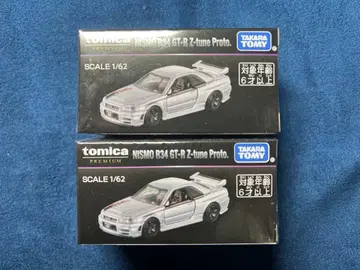 tomica
PREMIUM
NISMO R34 GT-R Z-tune Proto.
TAKARA
TOMY
SCALE 1/62
対象年齢
6才以上
tomica
PREMIUM
NISMO R34 GT-R Z-tune Proto.
TAKARA
TOMY
SCALE 1/62
対象年齢
6才以上